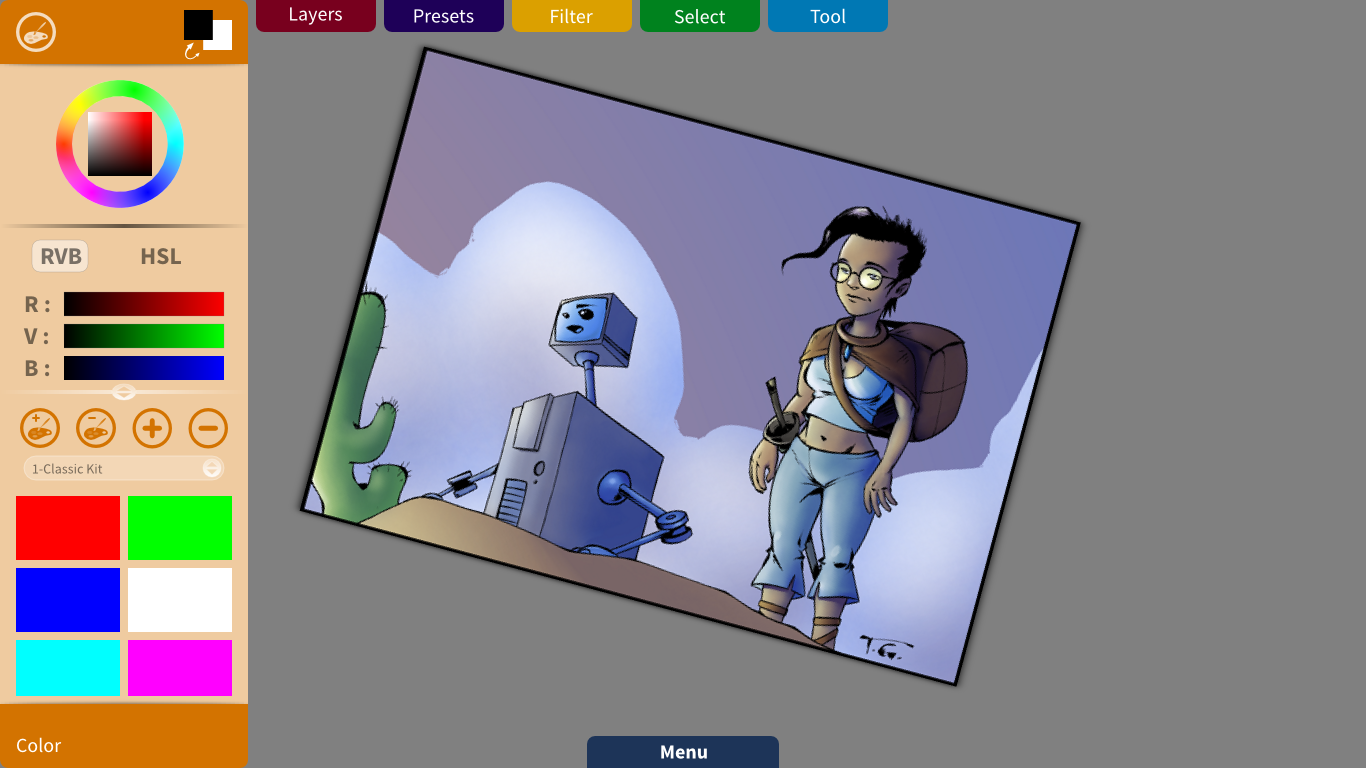 Layers
Presets
Filter
Select
Tool
RVB
HSL
R :
V :
B :
1-Classic Kit
T.G.
Color
Menu